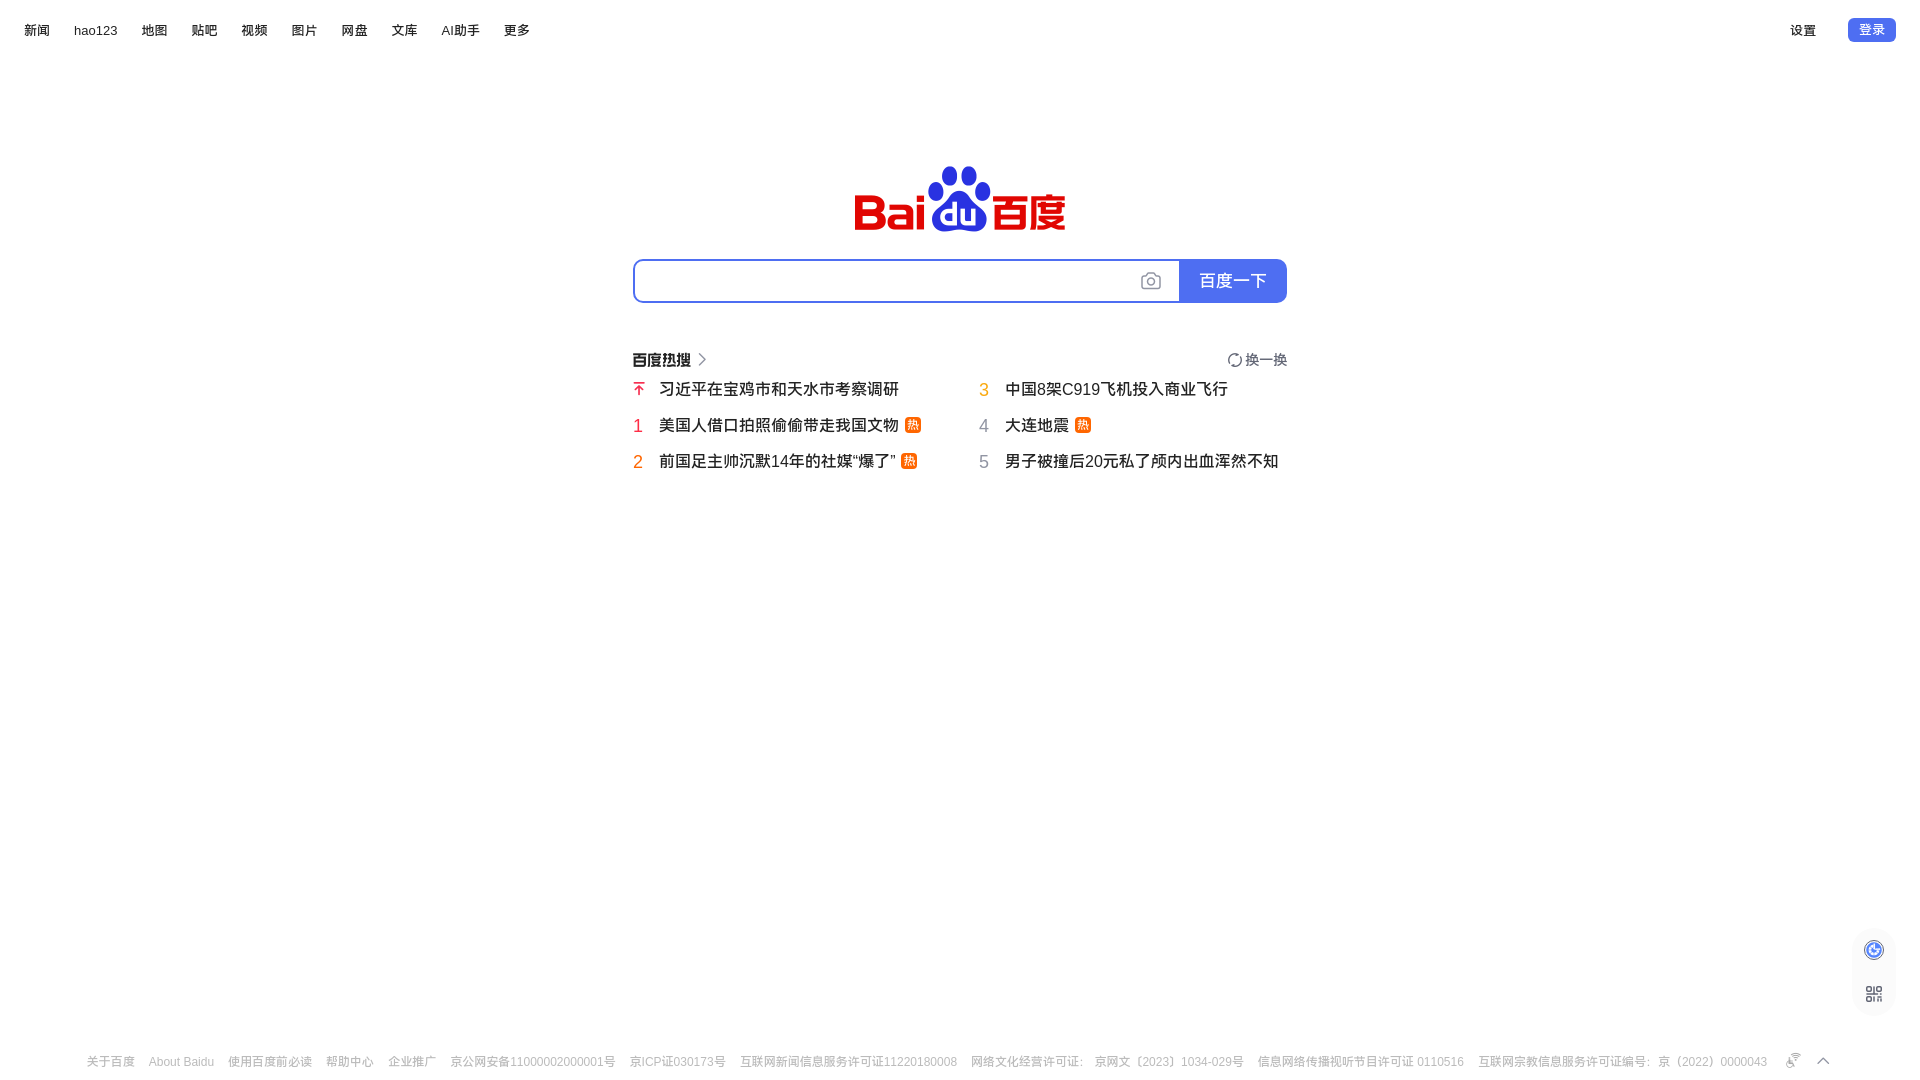 新闻 hao123 地图 贴吧 视频 图片 网盘 文库 AI助手 更多 设置 登录
Baidu百度
百度一下
百度热搜 换一换
习近平在宝鸡市和天水市考察调研
1 美国人借口拍照偷偷带走我国文物 热
2 前国足主帅沉默14年的社媒“爆了” 热
3 中国8架C919飞机投入商业飞行
4 大连地震 热
5 男子被撞后20元私了颅内出血浑然不知
关于百度 About Baidu 使用百度前必读 帮助中心 企业推广 京公网安备11000002000001号 京ICP证030173号 互联网新闻信息服务许可证11220180008 网络文化经营许可证： 京网文〔2023〕1034-029号 信息网络传播视听节目许可证 0110516 互联网宗教信息服务许可证编号：京（2022）0000043